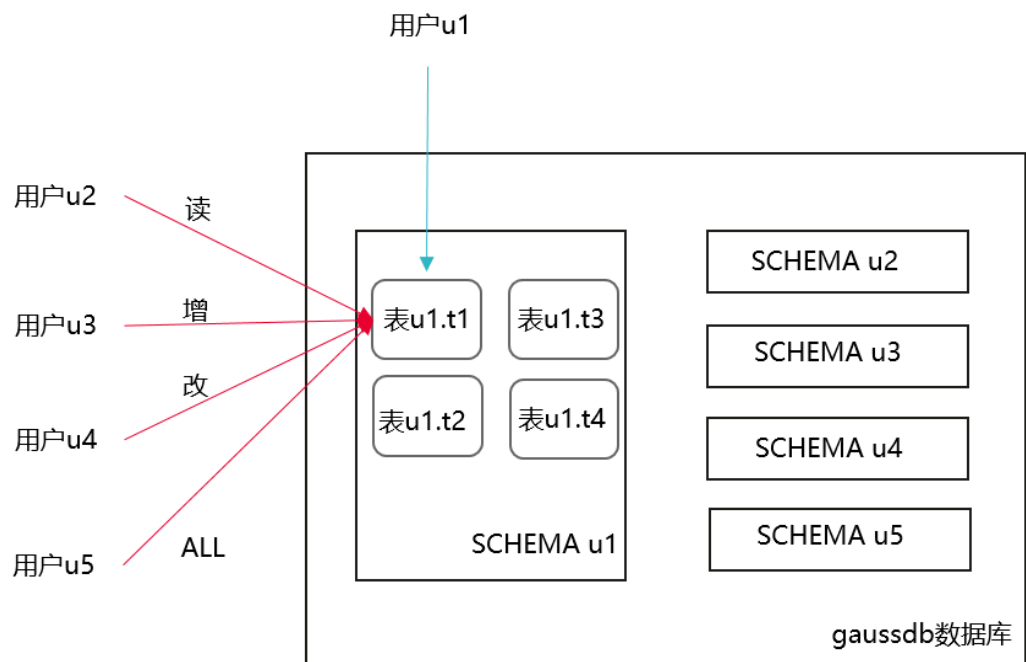 用户u1
用户u2
读
用户u3
增
改
用户u4
用户u5
ALL
表u1.t1
表u1.t3
表u1.t2
表u1.t4
SCHEMA u1
SCHEMA u2
SCHEMA u3
SCHEMA u4
SCHEMA u5
gaussdb数据库